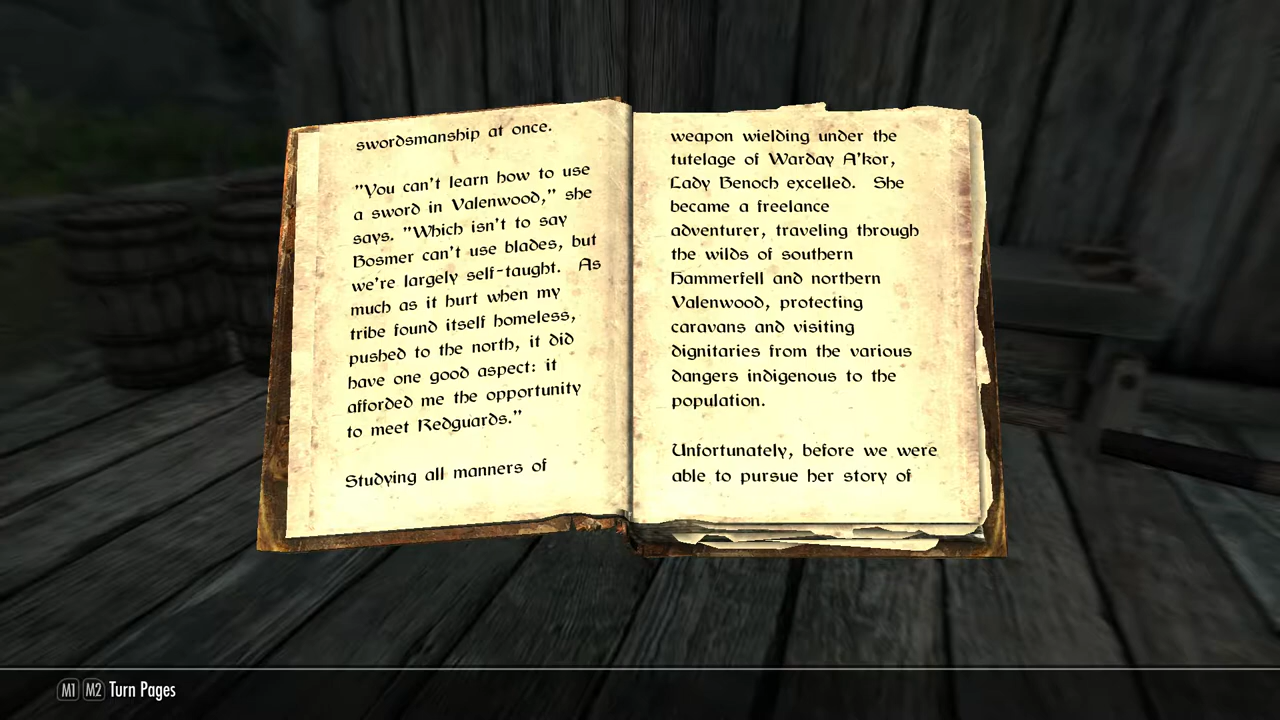 swordsmanship at once.
"You can't learn how to use
a sword in Valenwood," she
says. "Which isn't to say
Bosmer can't use blades, but
we're largely self-taught. As
much as it hurt when my
tribe found itself homeless,
pushed to the north, it did
have one good aspect: it
afforded me the opportunity
to meet Redguards."
Studying all manners of
weapon wielding under the
tutelage of Warday A'kor,
Lady Benoch excelled. She
became a freelance
adventurer, traveling through
the wilds of southern
Hammerfell and northern
Valenwood, protecting
caravans and visiting
dignitaries from the various
dangers indigenous to the
population.
Unfortunately, before we were
able to pursue her story of
M1 M2 Turn Pages